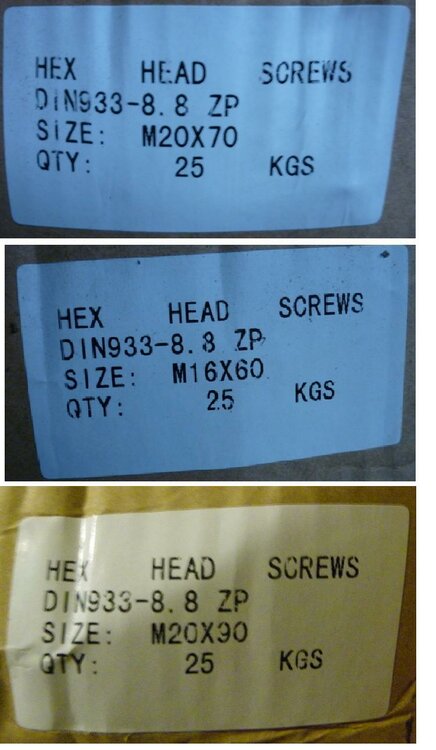 HEX HEAD SCREWS
DIN933-8.8 ZP
SIZE: M20X70
QTY: 25 KGS
HEX HEAD SCREWS
DIN933-8.8 ZP
SIZE: M16X60
QTY: 25 KGS
HEX HEAD SCREWS
DIN933-8.8 ZP
SIZE: M20X90
QTY: 25 KGS